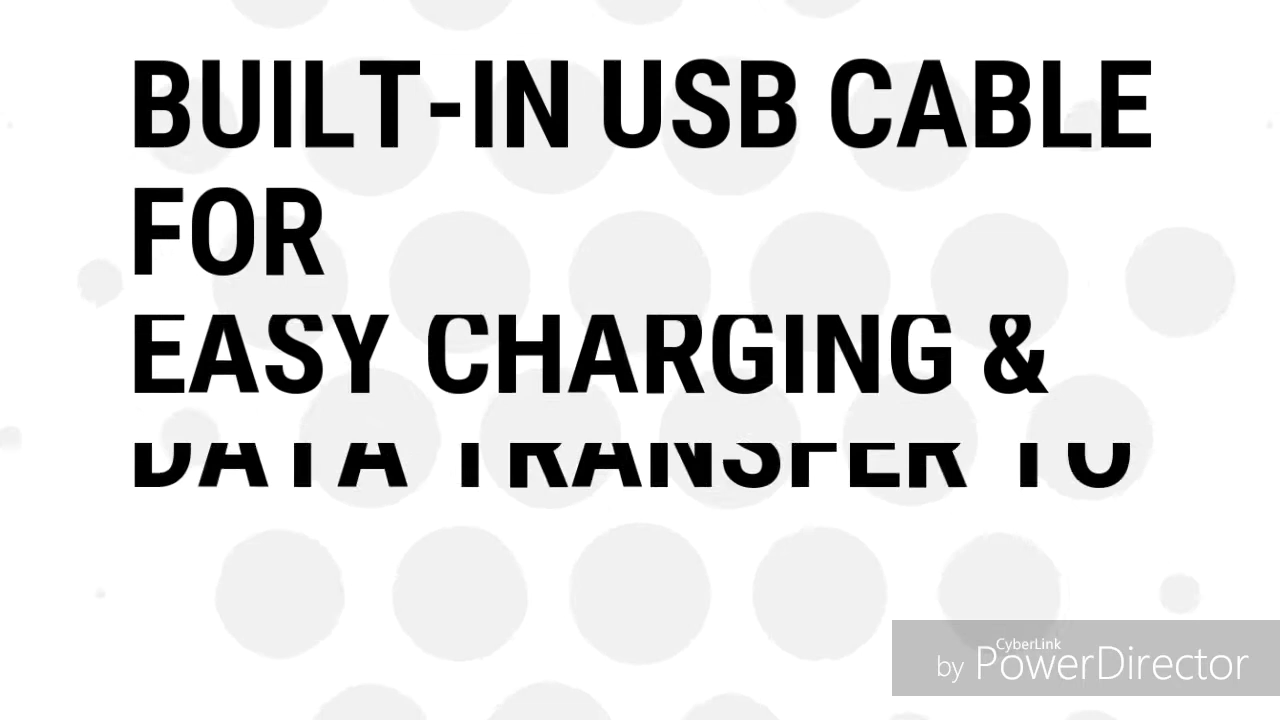 BUILT-IN USB CABLE
FOR
EASY CHARGING &
DATA TRANSFER TO
by CyberLink PowerDirector